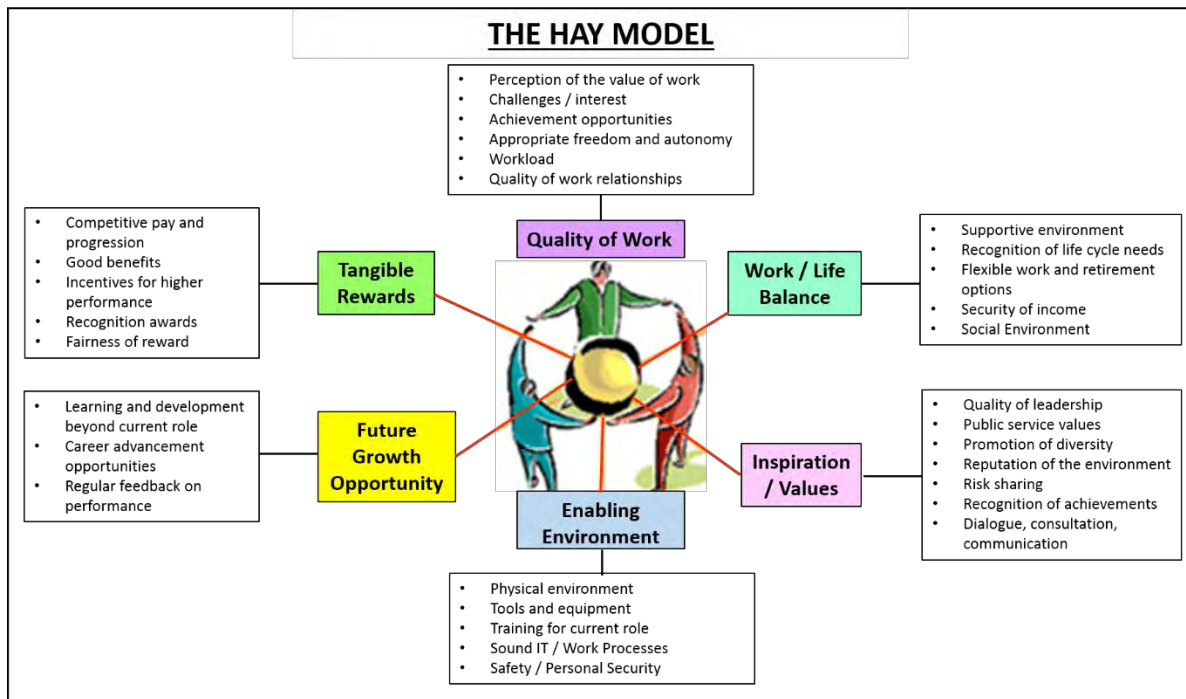 THE HAY MODEL
• Perception of the value of work
• Challenges / interest
• Achievement opportunities
• Appropriate freedom and autonomy
• Workload
• Quality of work relationships
Quality of Work
• Competitive pay and
progression
• Good benefits
• Incentives for higher
performance
• Recognition awards
• Fairness of reward
Tangible
Rewards
Work / Life
Balance
• Supportive environment
• Recognition of life cycle needs
• Flexible work and retirement
options
• Security of income
• Social Environment
• Learning and development
beyond current role
• Career advancement
opportunities
• Regular feedback on
performance
Future
Growth
Opportunity
Inspiration
/ Values
• Quality of leadership
• Public service values
• Promotion of diversity
• Reputation of the environment
• Risk sharing
• Recognition of achievements
• Dialogue, consultation,
communication
Enabling
Environment
• Physical environment
• Tools and equipment
• Training for current role
• Sound IT / Work Processes
• Safety / Personal Security